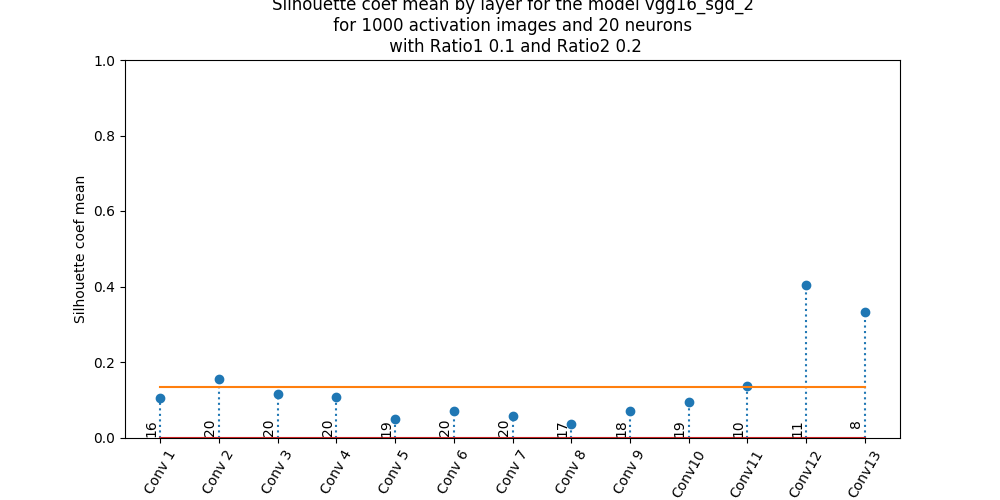 Silhouette coef mean by layer for the model vgg16_sgd_2
for 1000 activation images and 20 neurons
with Ratio1 0.1 and Ratio2 0.2
1.0
0.8
0.6
0.4
0.2
0.0
Silhouette coef mean
16
20
20
20
19
20
20
17
18
19
10
11
8
Conv 1
Conv 2
Conv 3
Conv 4
Conv 5
Conv 6
Conv 7
Conv 8
Conv 9
Conv10
Conv11
Conv12
Conv13